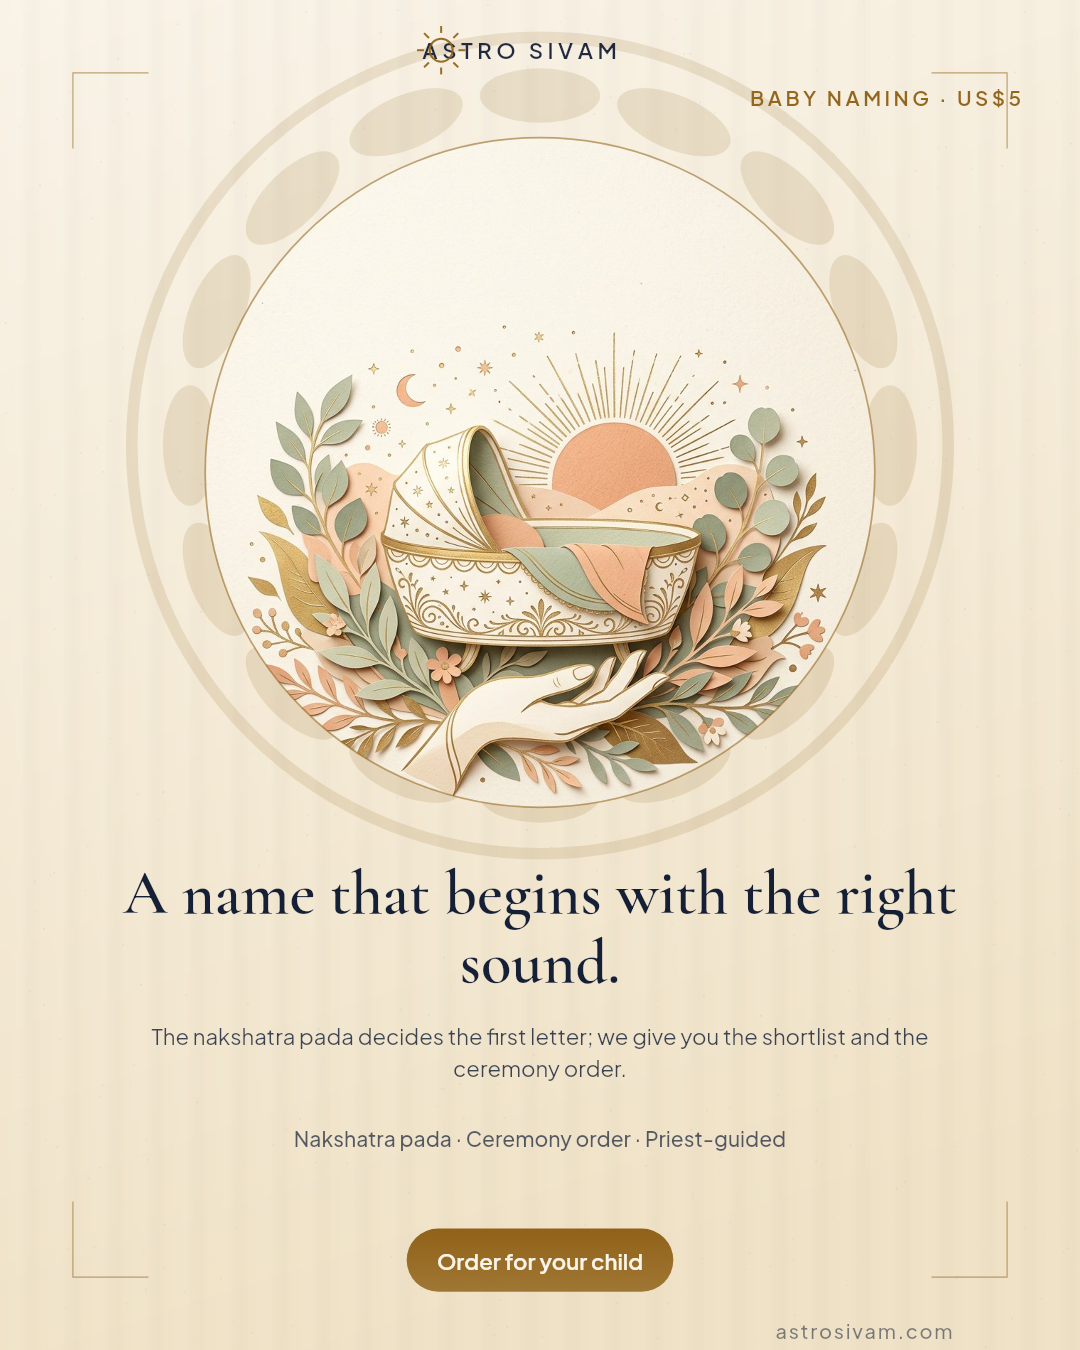 ASTRO SIVAM
BABY NAMING · US$5
A name that begins with the right
sound.
The nakshatra pada decides the first letter; we give you the shortlist and the
ceremony order.
Nakshatra pada · Ceremony order · Priest-guided
Order for your child
astrosivam.com